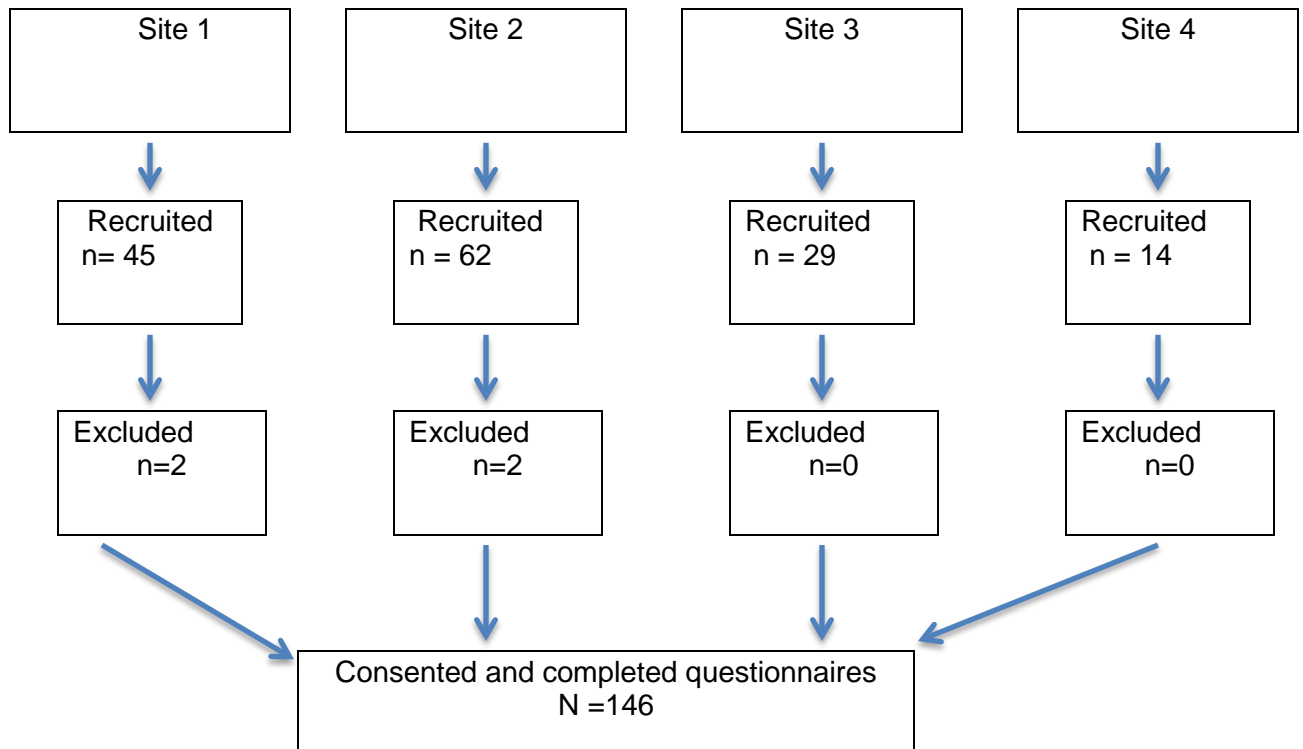 Site 1
Site 2
Site 3
Site 4
Recruited
n= 45
Recruited
n = 62
Recruited
n = 29
Recruited
n = 14
Excluded
n=2
Excluded
n=2
Excluded
n=0
Excluded
n=0
Consented and completed questionnaires
N =146